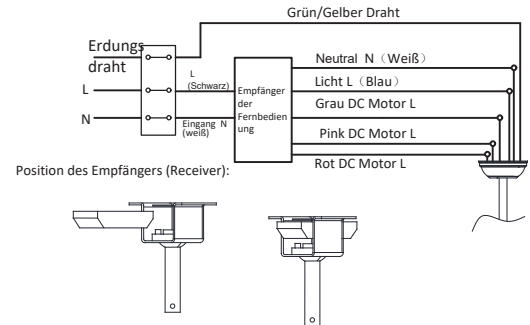 Grün/Gelber Draht
Erdungs
draht
L
N
L
(Schwarz)
Eingang N
(weiß)
Empfänger
der
Fernbedien
ung
Neutral N（Weiß）
Licht L（Blau）
Grau DC Motor L
Pink DC Motor L
Rot DC Motor L
Position des Empfängers (Receiver):